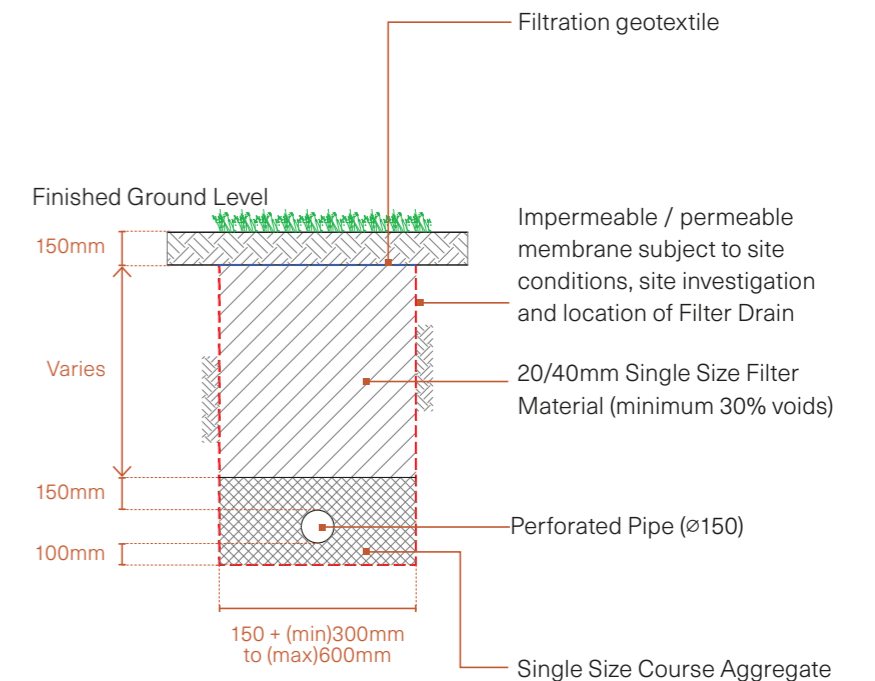 Filtration geotextile
Finished Ground Level
150mm
Impermeable / permeable
membrane subject to site
conditions, site investigation
and location of Filter Drain
Varies
20/40mm Single Size Filter
Material (minimum 30% voids)
150mm
Perforated Pipe (⌀150)
100mm
150 + (min)300mm
to (max)600mm
Single Size Course Aggregate